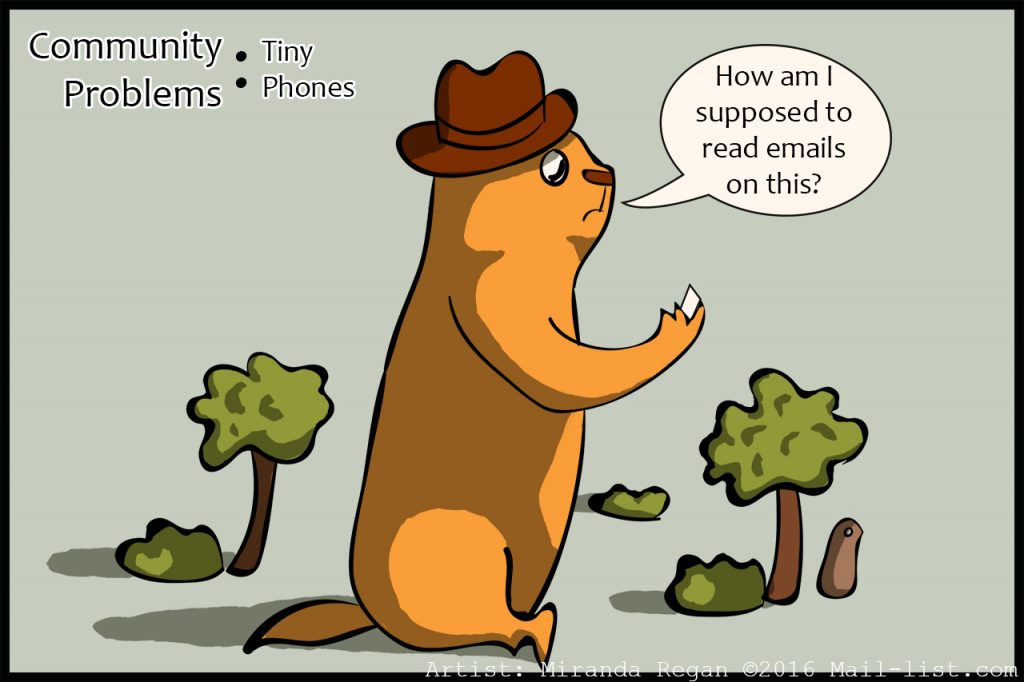 Community
Problems
• Tiny
• Phones
How am I
supposed to
read emails
on this?
Artist: Miranda Regan ©2016 Mail-list.com